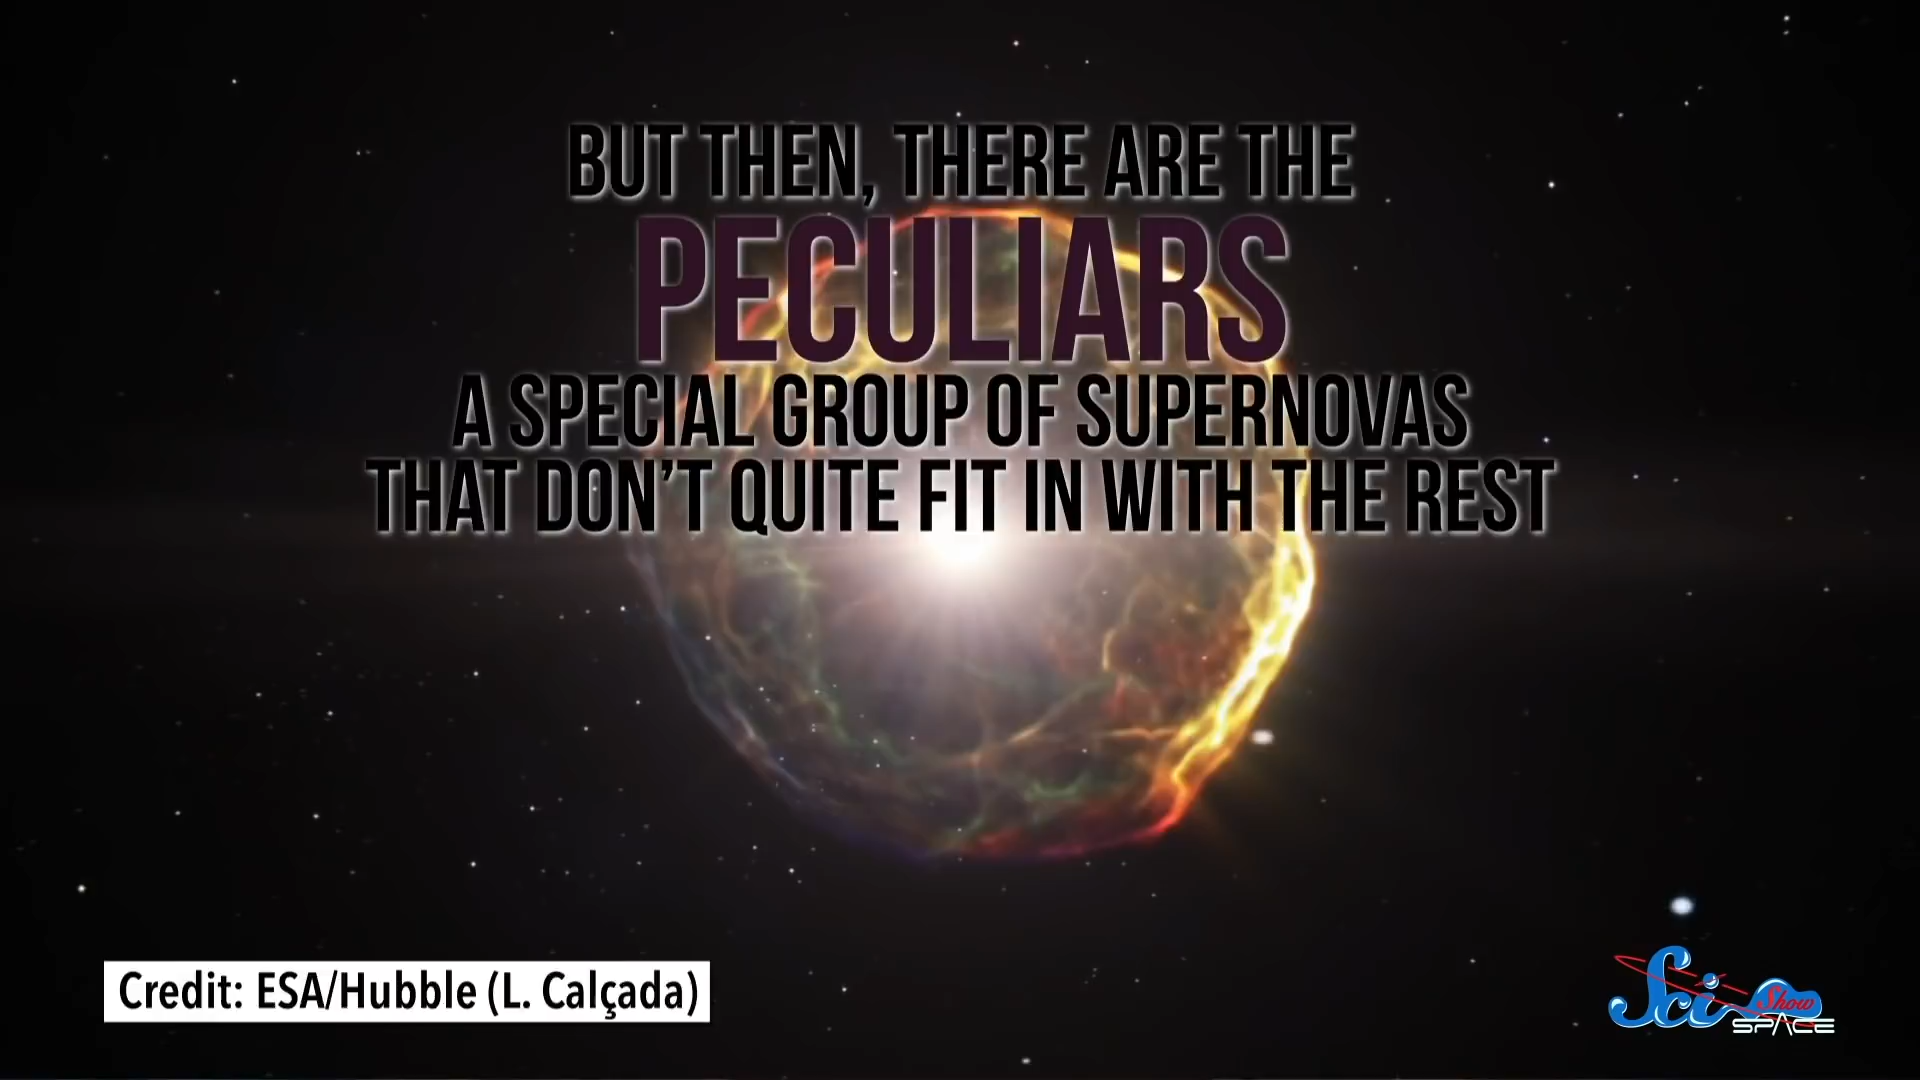 BUT THEN, THERE ARE THE
PECULIARS
A SPECIAL GROUP OF SUPERNOVAS
THAT DON'T QUITE FIT IN WITH THE REST
Credit: ESA/Hubble (L. Calçada)
Sci Show
SPACE